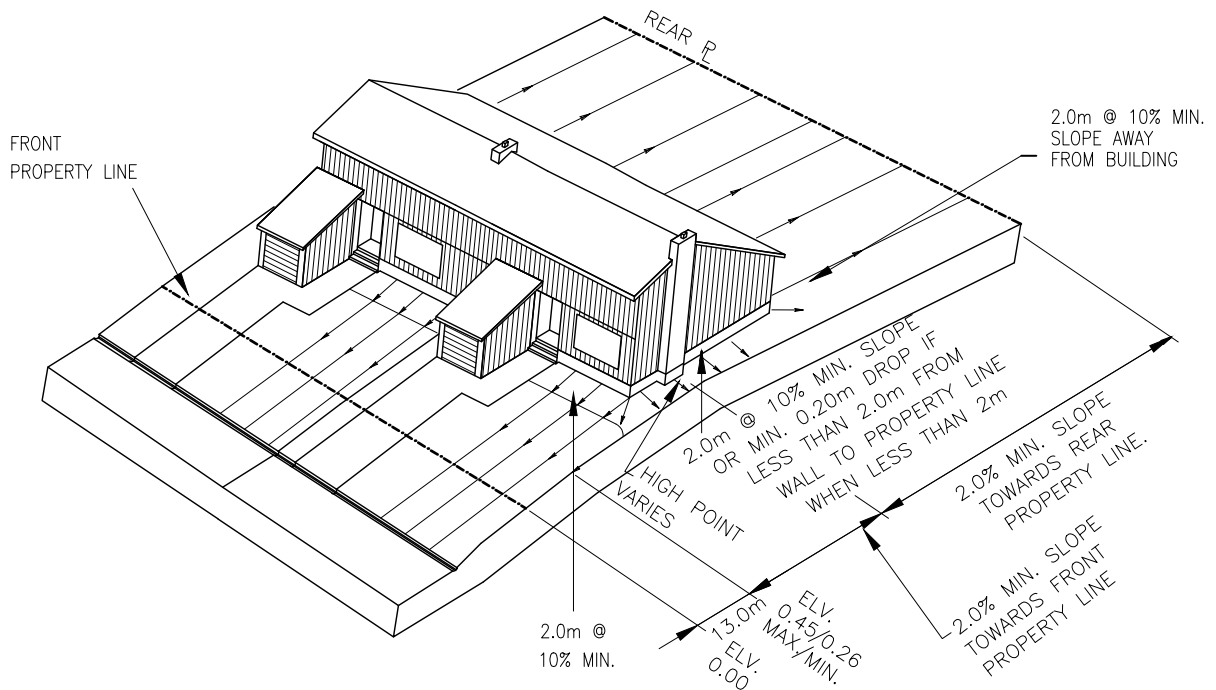 REAR PL
FRONT
PROPERTY LINE
2.0m @ 10% MIN.
SLOPE AWAY
FROM BUILDING
2.0m @ 10% MIN. SLOPE
OR MIN. 0.20m DROP IF
LESS THAN 2.0m FROM
WALL TO PROPERTY LINE
WHEN LESS THAN 2m
HIGH POINT
VARIES
2.0% MIN. SLOPE
TOWARDS REAR
PROPERTY LINE.
2.0% MIN. SLOPE
TOWARDS FRONT
PROPERTY LINE
2.0m @
10% MIN.
13.0m
ELV.
0.00
ELV.
0.45/0.26
MAX./MIN.